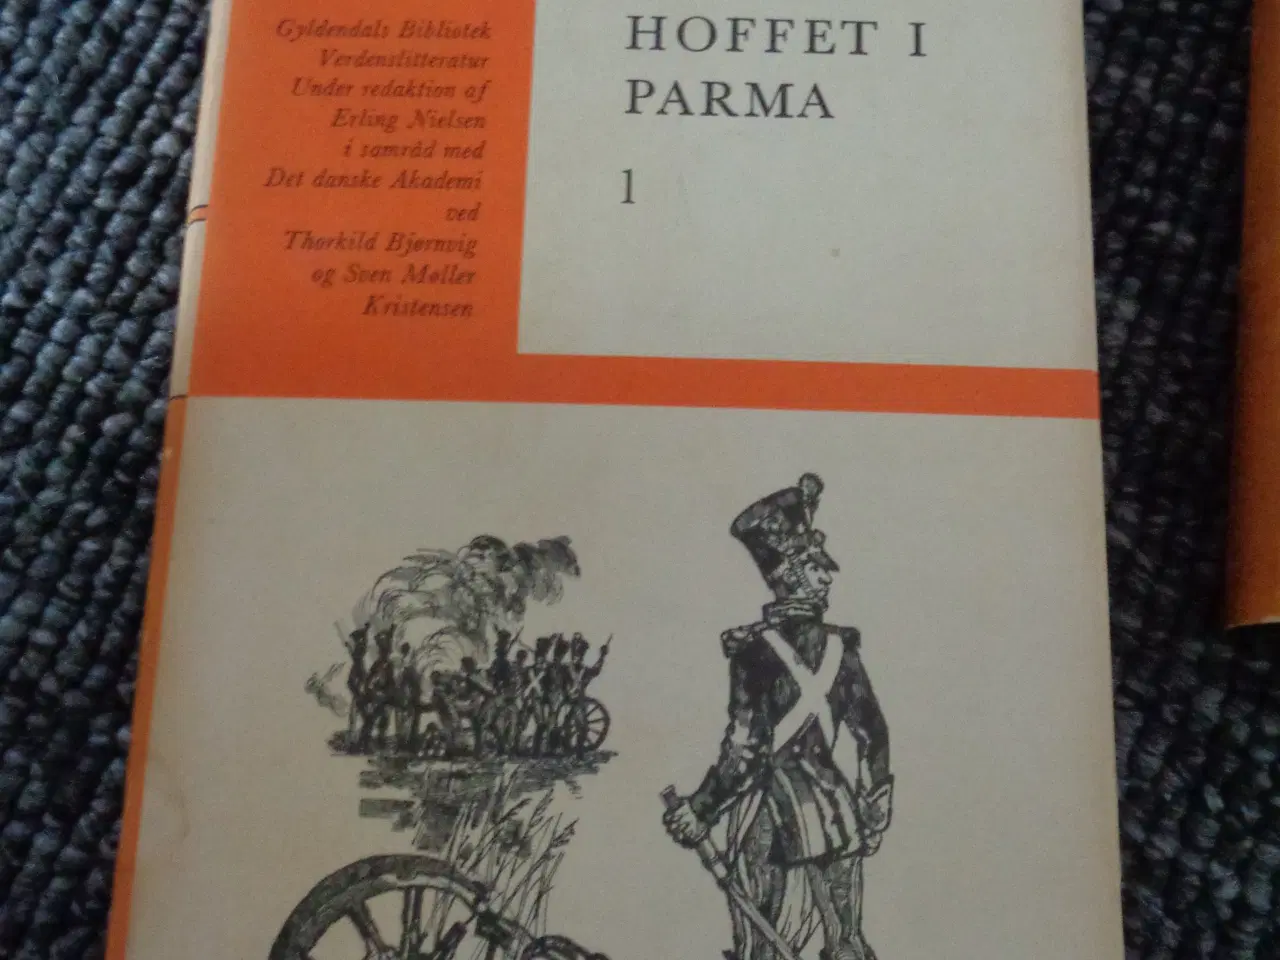 Gyldendals Bibliotek
Verdenslitteratur
Under redaktion af
Erling Nielsen
i samråd med
Det danske Akademi
ved
Thorkild Bjørnvig
og Sven Møller
Kristensen
HOFFET I
PARMA
1